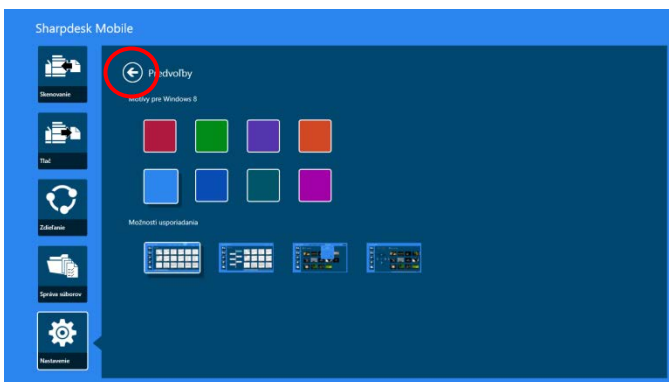 Sharpdesk Mobile
Skenovanie
Tlač
Zdieľanie
Správa súborov
Nastavenie
Predvoľby
Motívy pre Windows 8
Možnosti usporiadania